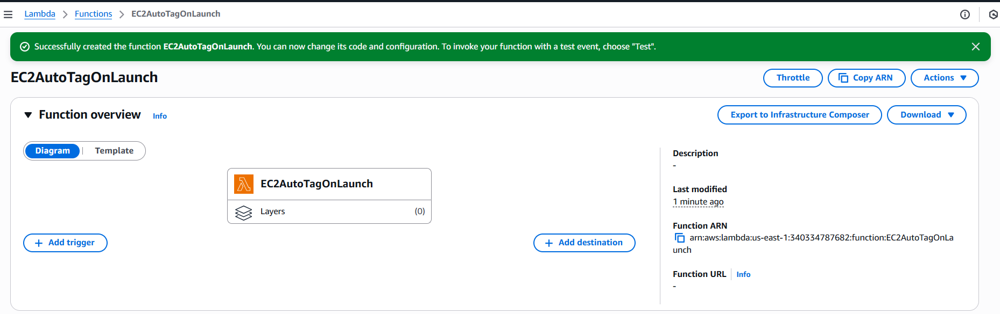 Lambda > Functions > EC2AutoTagOnLaunch
Successfully created the function EC2AutoTagOnLaunch. You can now change its code and configuration. To invoke your function with a test event, choose "Test".
EC2AutoTagOnLaunch
Throttle
Copy ARN
Actions
Function overview Info
Export to Infrastructure Composer
Download
Diagram | Template
EC2AutoTagOnLaunch
Layers (0)
+ Add trigger
+ Add destination
Description
-
Last modified
1 minute ago
Function ARN
arn:aws:lambda:us-east-1:340334787682:function:EC2AutoTagOnLa
unch
Function URL | Info
-